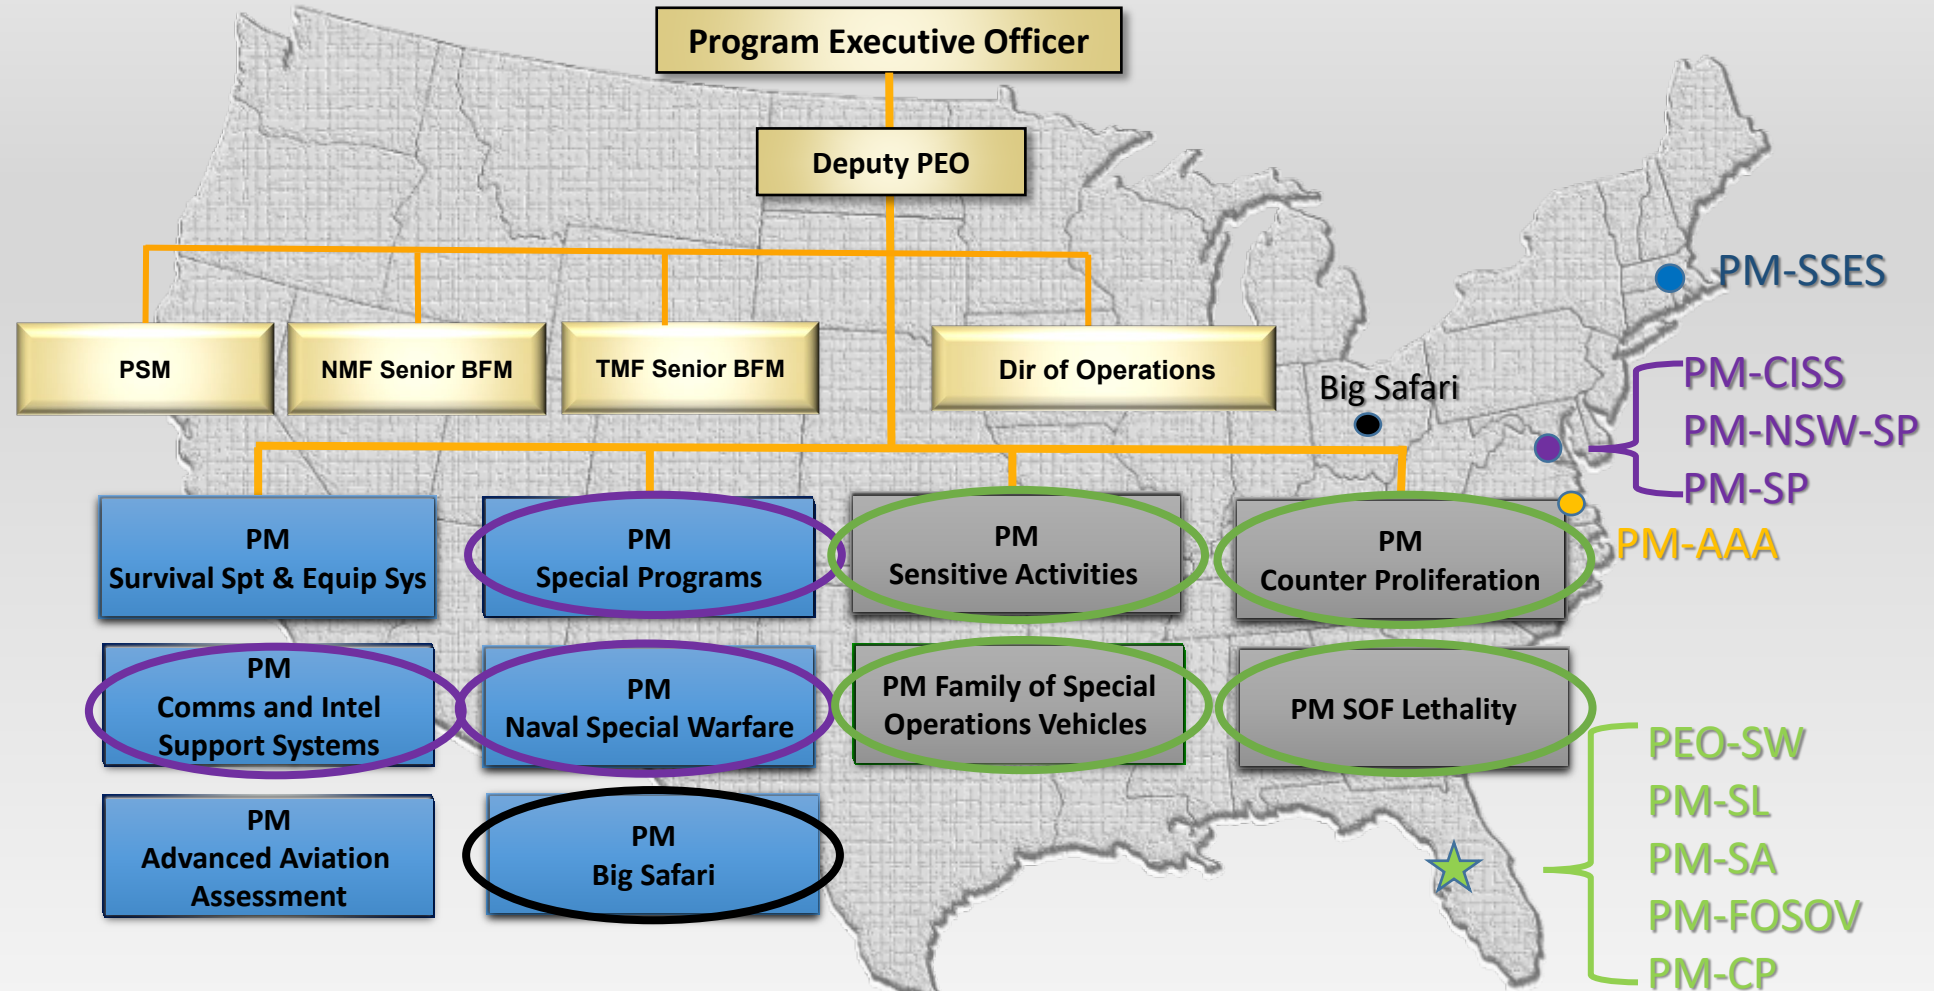 Program Executive Officer
Deputy PEO
PSM
NMF Senior BFM
TMF Senior BFM
Dir of Operations
PM
Survival Spt & Equip Sys
PM
Special Programs
PM
Sensitive Activities
PM
Counter Proliferation
PM
Comms and Intel
Support Systems
PM
Naval Special Warfare
PM Family of Special
Operations Vehicles
PM SOF Lethality
PM
Advanced Aviation
Assessment
PM
Big Safari
Big Safari
PM-SSES
PM-CISS
PM-NSW-SP
PM-SP
PM-AAA
PEO-SW
PM-SL
PM-SA
PM-FOSOV
PM-CP